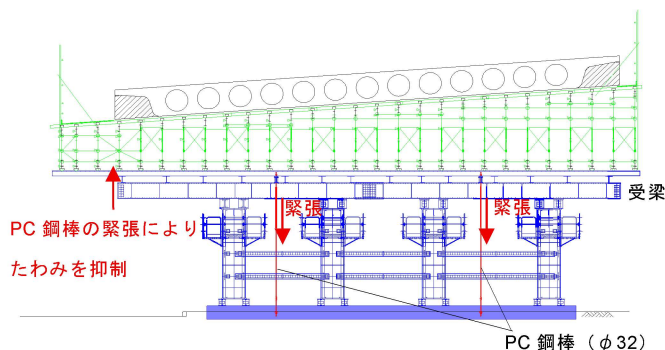 緊張
緊張
受梁
PC 鋼棒の緊張により
たわみを抑制
PC 鋼棒（φ32）